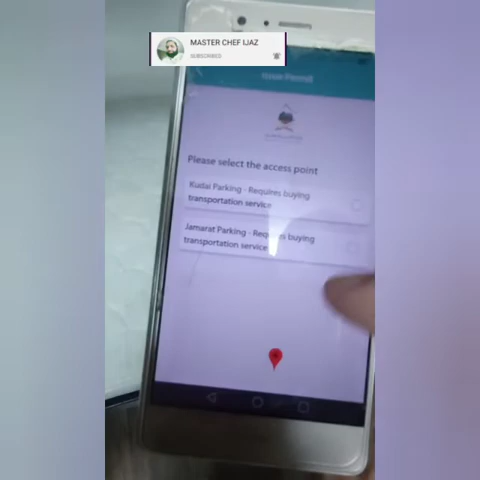 MASTER CHEF IJAZ
SUBSCRIBED
Issue Permit
Please select the access point
Kudai Parking - Requires buying
transportation service
Jamarat Parking - Requires buying
transportation service